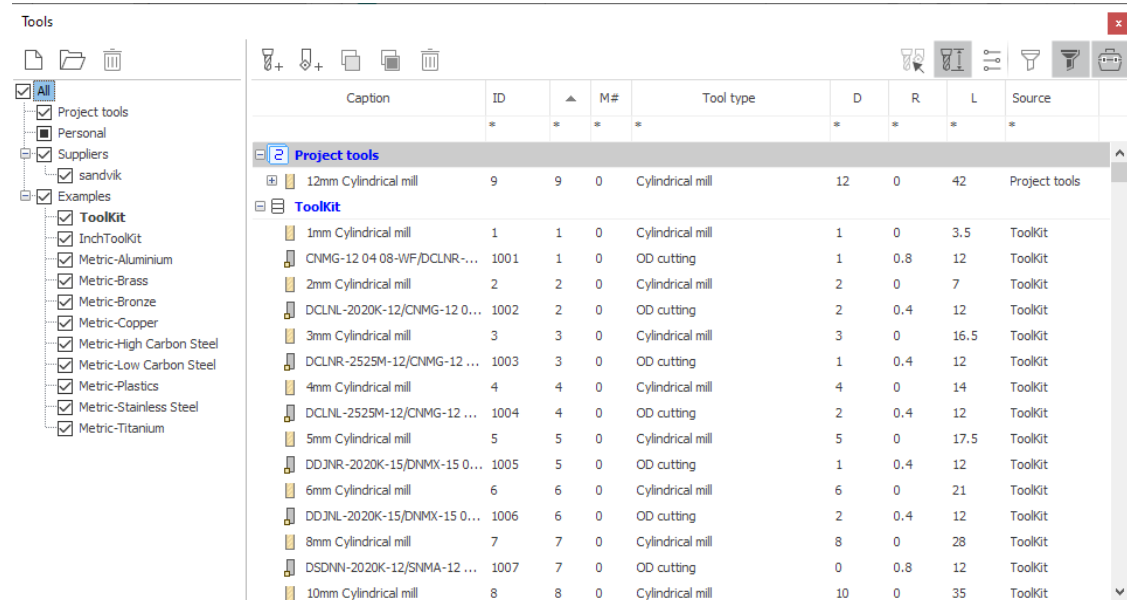 Tools
All
Project tools
Personal
Suppliers
sandvik
Examples
ToolKit
InchToolKit
Metric-Aluminium
Metric-Brass
Metric-Bronze
Metric-Copper
Metric-High Carbon Steel
Metric-Low Carbon Steel
Metric-Plastics
Metric-Stainless Steel
Metric-Titanium
Caption ID M# Tool type D R L Source
* * * * * * * *
Project tools
12mm Cylindrical mill 9 9 0 Cylindrical mill 12 0 42 Project tools
ToolKit
1mm Cylindrical mill 1 1 0 Cylindrical mill 1 0 3.5 ToolKit
CNMG-12 04 08-WF/DCLNR-... 1001 1 0 OD cutting 1 0.8 12 ToolKit
2mm Cylindrical mill 2 2 0 Cylindrical mill 2 0 7 ToolKit
DCLNL-2020K-12/CNMG-12 0... 1002 2 0 OD cutting 2 0.4 12 ToolKit
3mm Cylindrical mill 3 3 0 Cylindrical mill 3 0 16.5 ToolKit
DCLNR-2525M-12/CNMG-12 ... 1003 3 0 OD cutting 1 0.4 12 ToolKit
4mm Cylindrical mill 4 4 0 Cylindrical mill 4 0 14 ToolKit
DCLNL-2525M-12/CNMG-12 ... 1004 4 0 OD cutting 2 0.4 12 ToolKit
5mm Cylindrical mill 5 5 0 Cylindrical mill 5 0 17.5 ToolKit
DDJNR-2020K-15/DNMX-15 0... 1005 5 0 OD cutting 1 0.4 12 ToolKit
6mm Cylindrical mill 6 6 0 Cylindrical mill 6 0 21 ToolKit
DDJNL-2020K-15/DNMX-15 0... 1006 6 0 OD cutting 2 0.4 12 ToolKit
8mm Cylindrical mill 7 7 0 Cylindrical mill 8 0 28 ToolKit
DSDNN-2020K-12/SNMA-12 ... 1007 7 0 OD cutting 0 0.8 12 ToolKit
10mm Cylindrical mill 8 8 0 Cylindrical mill 10 0 35 ToolKit